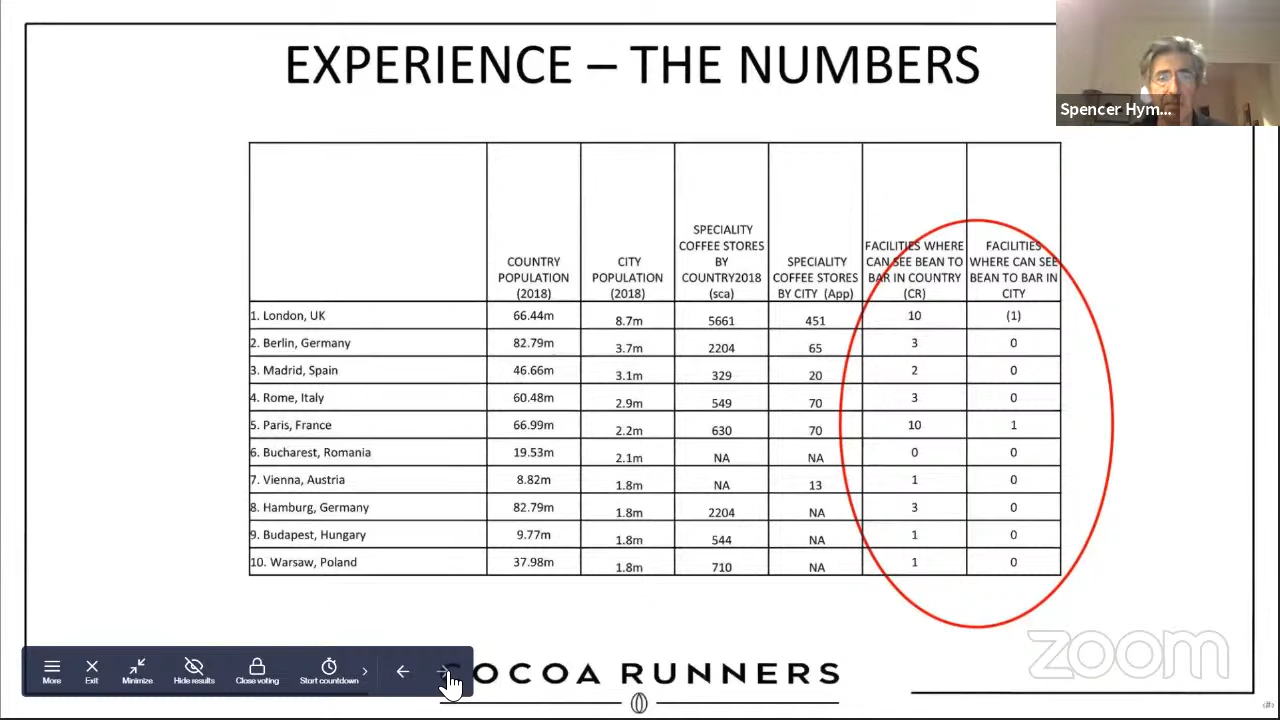 EXPERIENCE – THE NUMBERS
Spencer Hym...
COUNTRY POPULATION (2018)
CITY POPULATION (2018)
SPECIALITY COFFEE STORES BY COUNTRY2018 (sca)
SPECIALITY COFFEE STORES BY CITY (App)
FACILITIES WHERE CAN SEE BEAN TO BAR IN COUNTRY (CR)
FACILITIES WHERE CAN SEE BEAN TO BAR IN CITY
1. London, UK 66.44m 8.7m 5661 451 10 (1)
2. Berlin, Germany 82.79m 3.7m 2204 65 3 0
3. Madrid, Spain 46.66m 3.1m 329 20 2 0
4. Rome, Italy 60.48m 2.9m 549 70 3 0
5. Paris, France 66.99m 2.2m 630 70 10 1
6. Bucharest, Romania 19.53m 2.1m NA NA 0 0
7. Vienna, Austria 8.82m 1.8m NA 13 1 0
8. Hamburg, Germany 82.79m 1.8m 2204 NA 3 0
9. Budapest, Hungary 9.77m 1.8m 544 NA 1 0
10. Warsaw, Poland 37.98m 1.8m 710 NA 1 0
zoom
More Exit Minimize Hide results Close voting Start countdown
COCOA RUNNERS